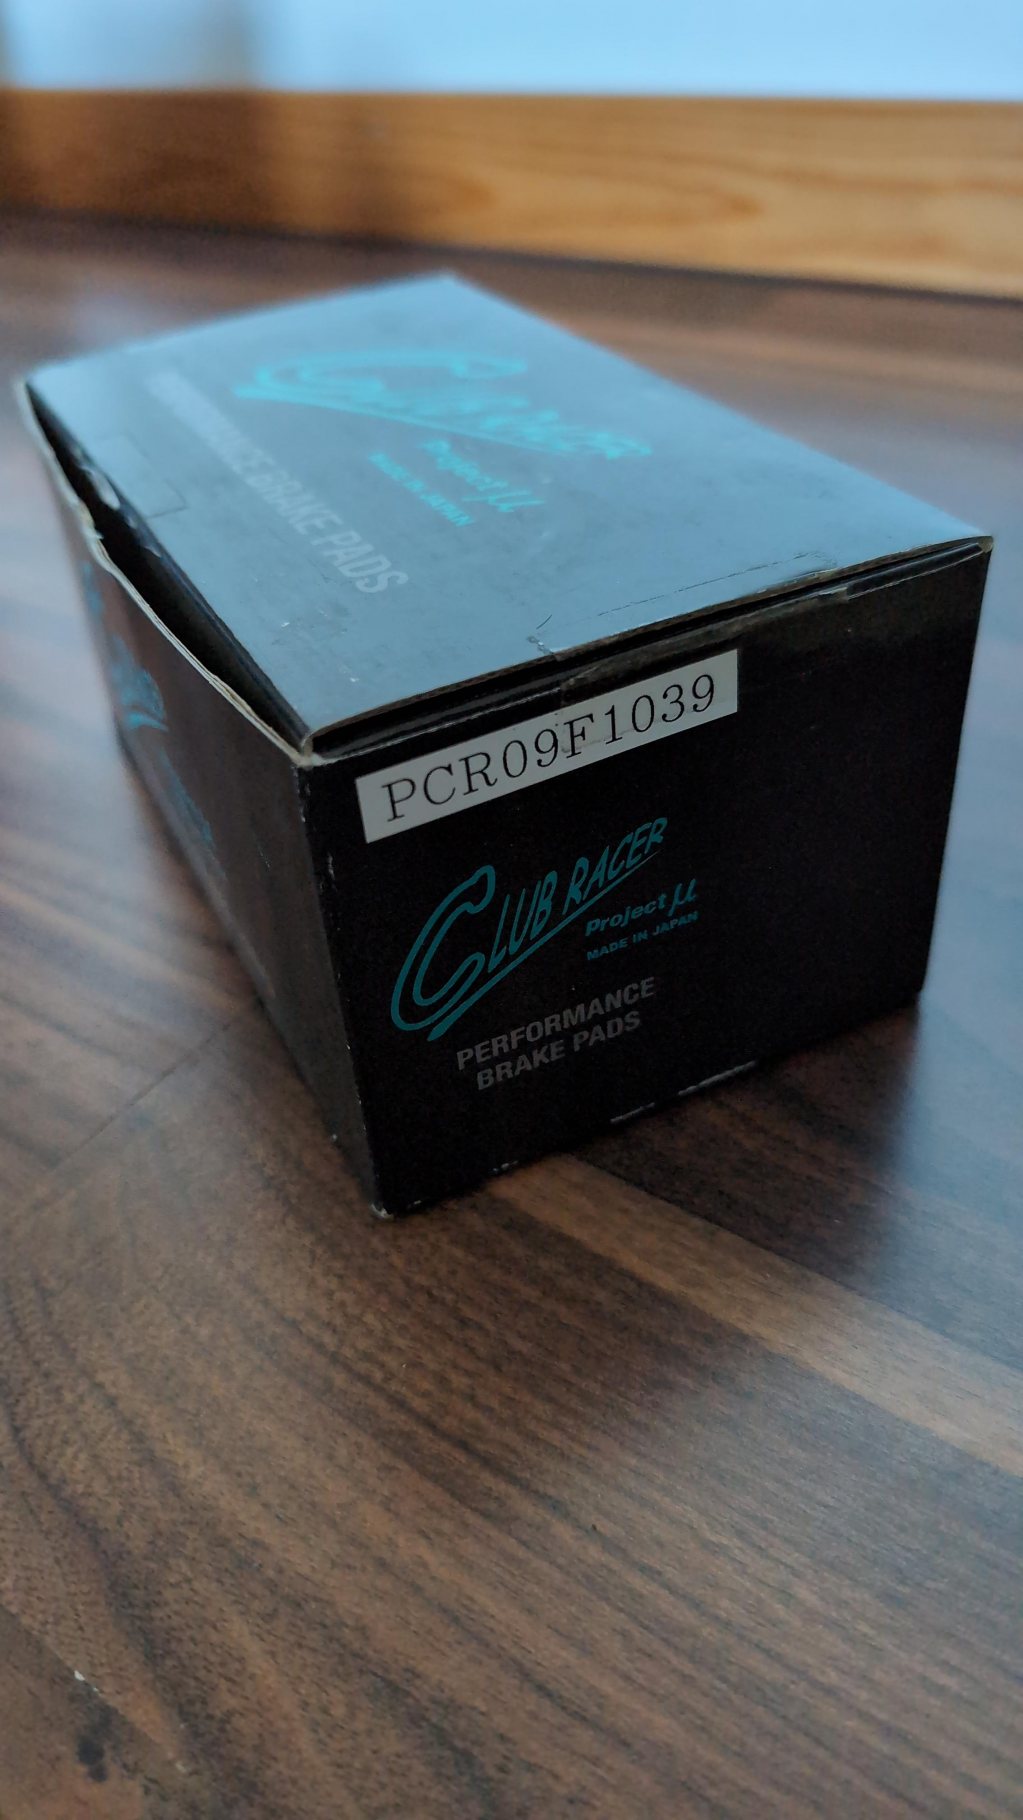 CLUB RACER
Project μ
MADE IN JAPAN
PERFORMANCE BRAKE PADS
PCR09F1039
CLUB RACER
Project μ
MADE IN JAPAN
PERFORMANCE
BRAKE PADS